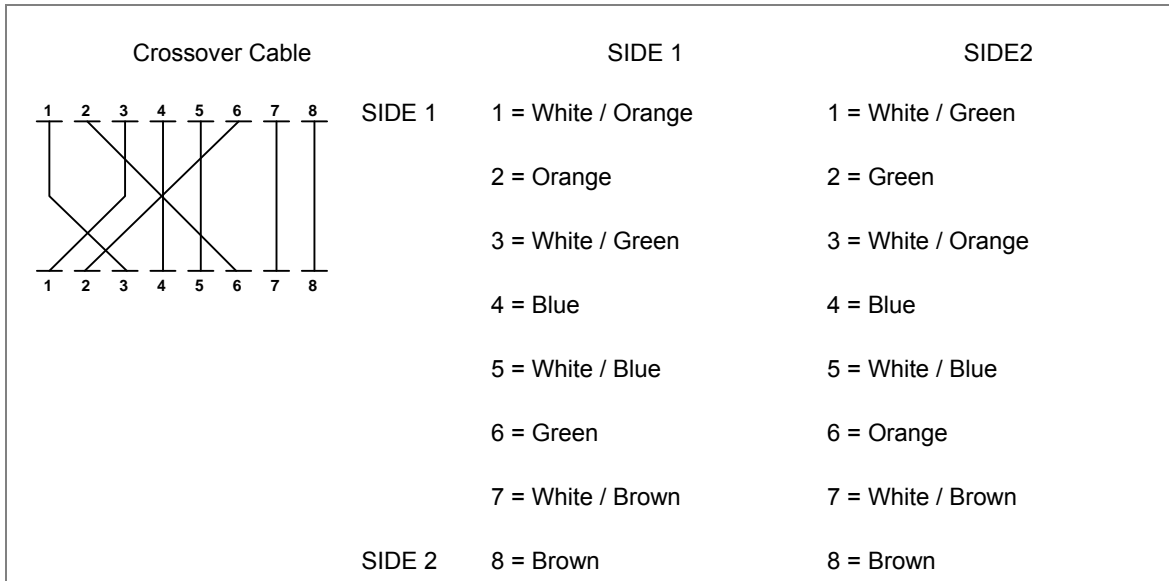 Crossover Cable SIDE 1 SIDE2
1 2 3 4 5 6 7 8 SIDE 1 1 = White / Orange 1 = White / Green
2 = Orange 2 = Green
3 = White / Green 3 = White / Orange
1 2 3 4 5 6 7 8
4 = Blue 4 = Blue
5 = White / Blue 5 = White / Blue
6 = Green 6 = Orange
7 = White / Brown 7 = White / Brown
SIDE 2 8 = Brown 8 = Brown